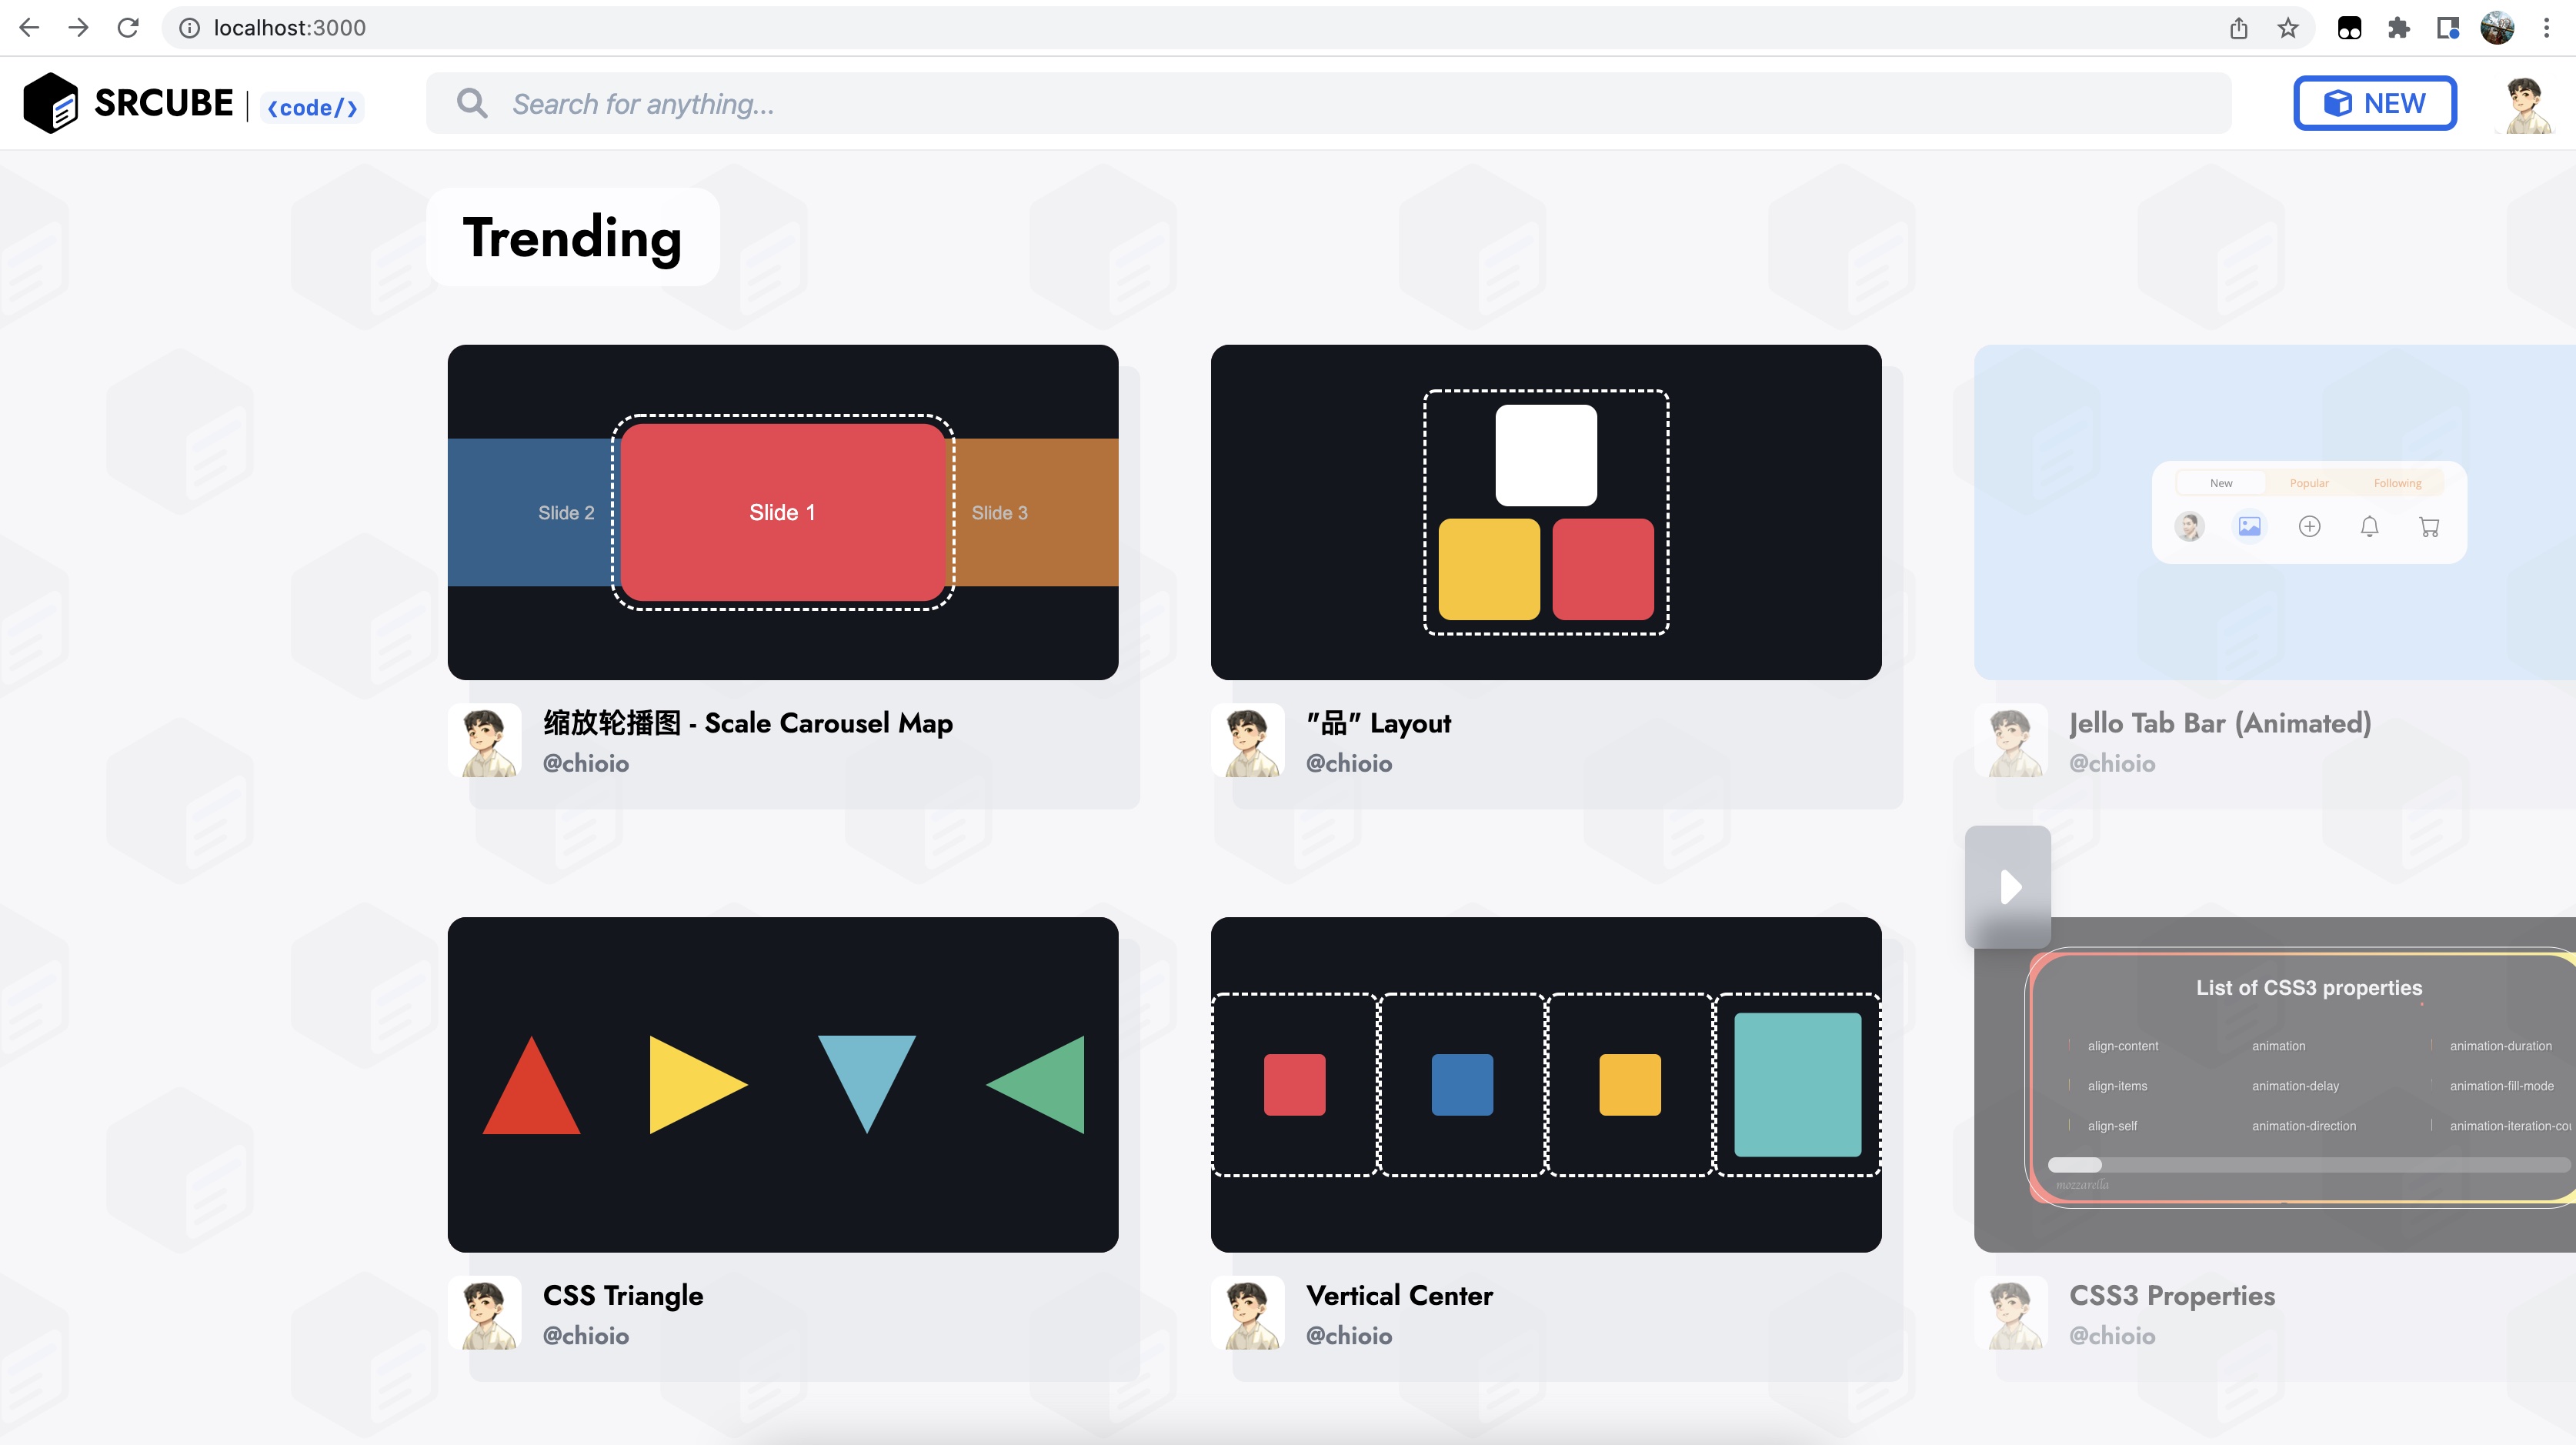 localhost:3000
SRCUBE | <code/>
Search for anything...
NEW
Trending
Slide 2
Slide 1
Slide 3
New
Popular
Following
缩放轮播图 - Scale Carousel Map
@chioio
"品" Layout
@chioio
Jello Tab Bar (Animated)
@chioio
List of CSS3 properties
align-content
animation
animation-duration
align-items
animation-delay
animation-fill-mode
align-self
animation-direction
animation-iteration-cou
mozzarella
CSS Triangle
@chioio
Vertical Center
@chioio
CSS3 Properties
@chioio